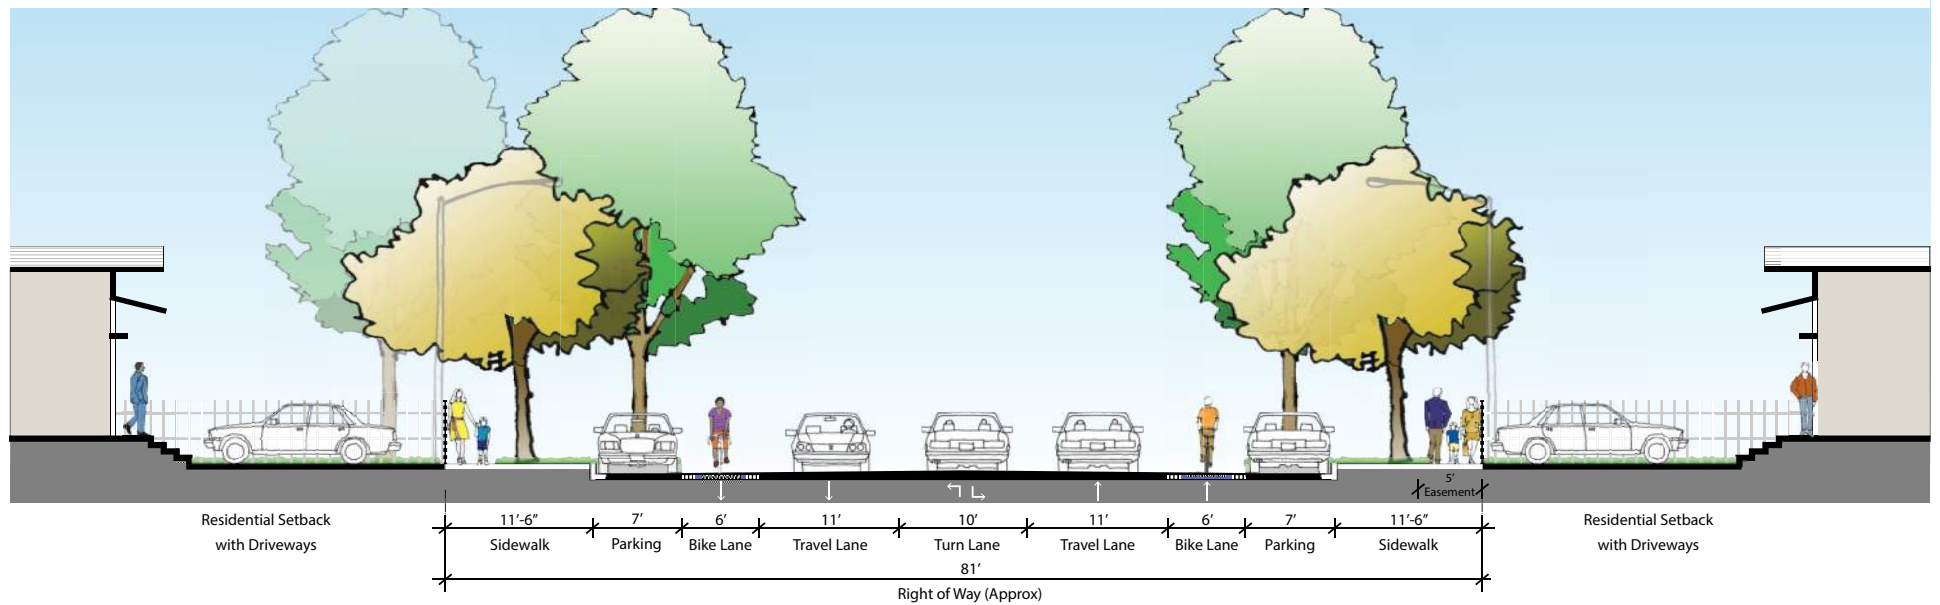 5’
Easement
Residential Setback
with Driveways
11’-6’’
Sidewalk
7’
Parking
6’
Bike Lane
11’
Travel Lane
10’
Turn Lane
11’
Travel Lane
6’
Bike Lane
7’
Parking
11’-6’’
Sidewalk
Residential Setback
with Driveways
81’
Right of Way (Approx)